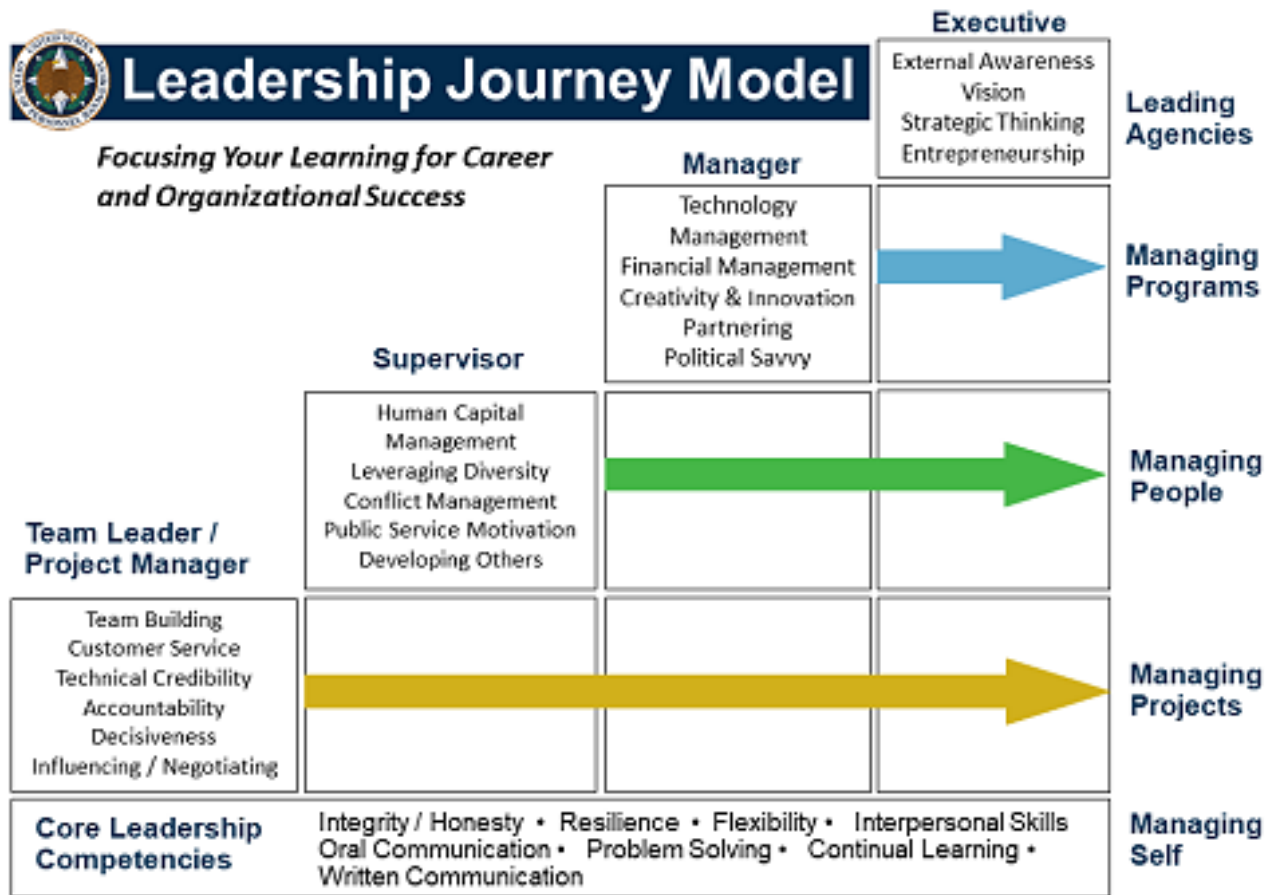 Executive
Leadership Journey Model
External Awareness
Vision
Strategic Thinking
Entrepreneurship
Leading
Agencies
Focusing Your Learning for Career
and Organizational Success
Manager
Technology
Management
Financial Management
Creativity & Innovation
Partnering
Political Savvy
Managing
Programs
Supervisor
Human Capital
Management
Leveraging Diversity
Conflict Management
Public Service Motivation
Developing Others
Managing
People
Team Leader /
Project Manager
Team Building
Customer Service
Technical Credibility
Accountability
Decisiveness
Influencing / Negotiating
Managing
Projects
Core Leadership
Competencies
Integrity / Honesty • Resilience • Flexibility • Interpersonal Skills
Oral Communication • Problem Solving • Continual Learning •
Written Communication
Managing
Self